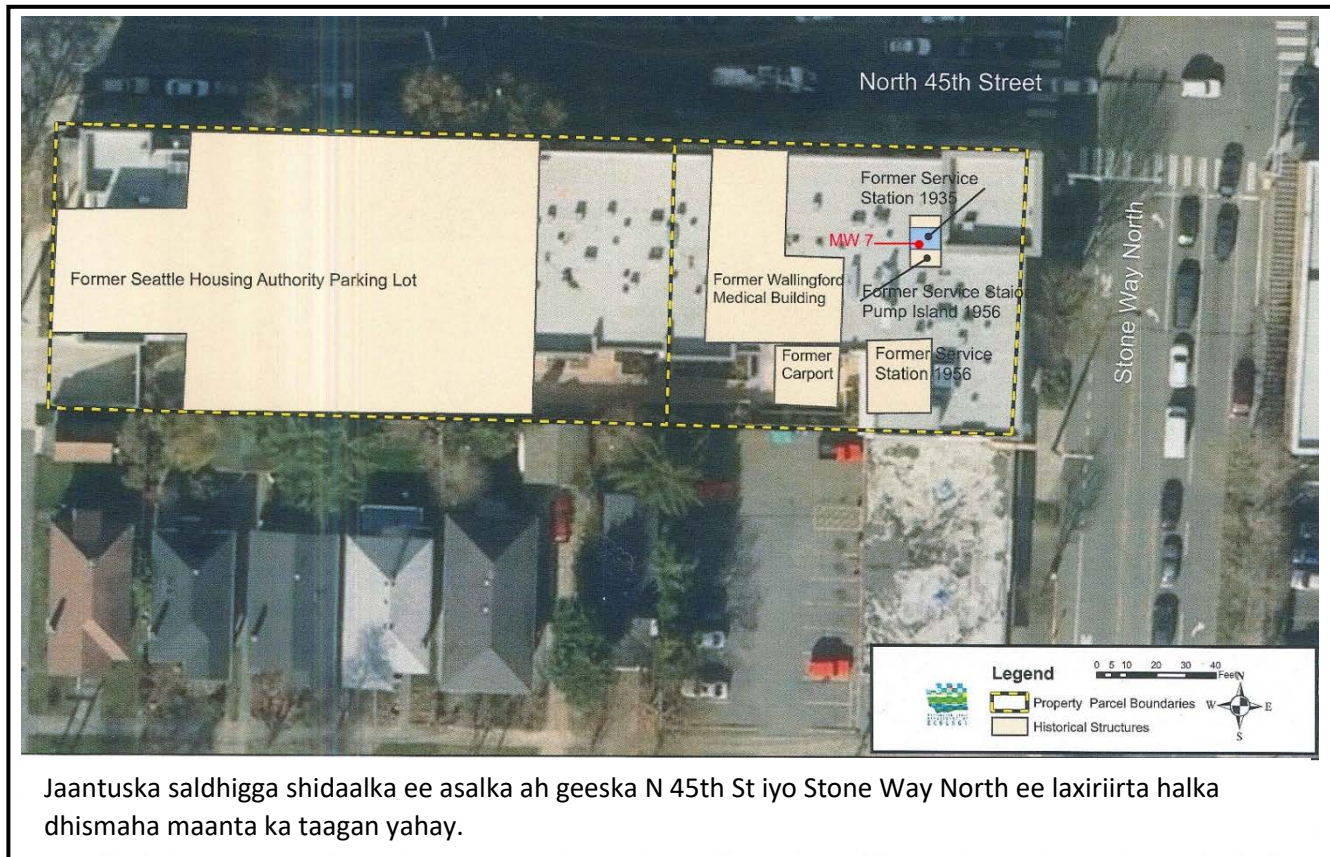 North 45th Street
Stone Way North
Former Service
Station 1935
MW 7
Former Seattle Housing Authority Parking Lot
Former Wallingford
Medical Building
Former Service Staion
Pump Island 1956
Former
Carport
Former Service
Station 1956
Legend
0 5 10 20 30 40
Feet
Property Parcel Boundaries
Historical Structures
N
W E
S
ECOLOGY
Jaantuska saldhigga shidaalka ee asalka ah geeska N 45th St iyo Stone Way North ee laxiriirta halka
dhismaha maanta ka taagan yahay.